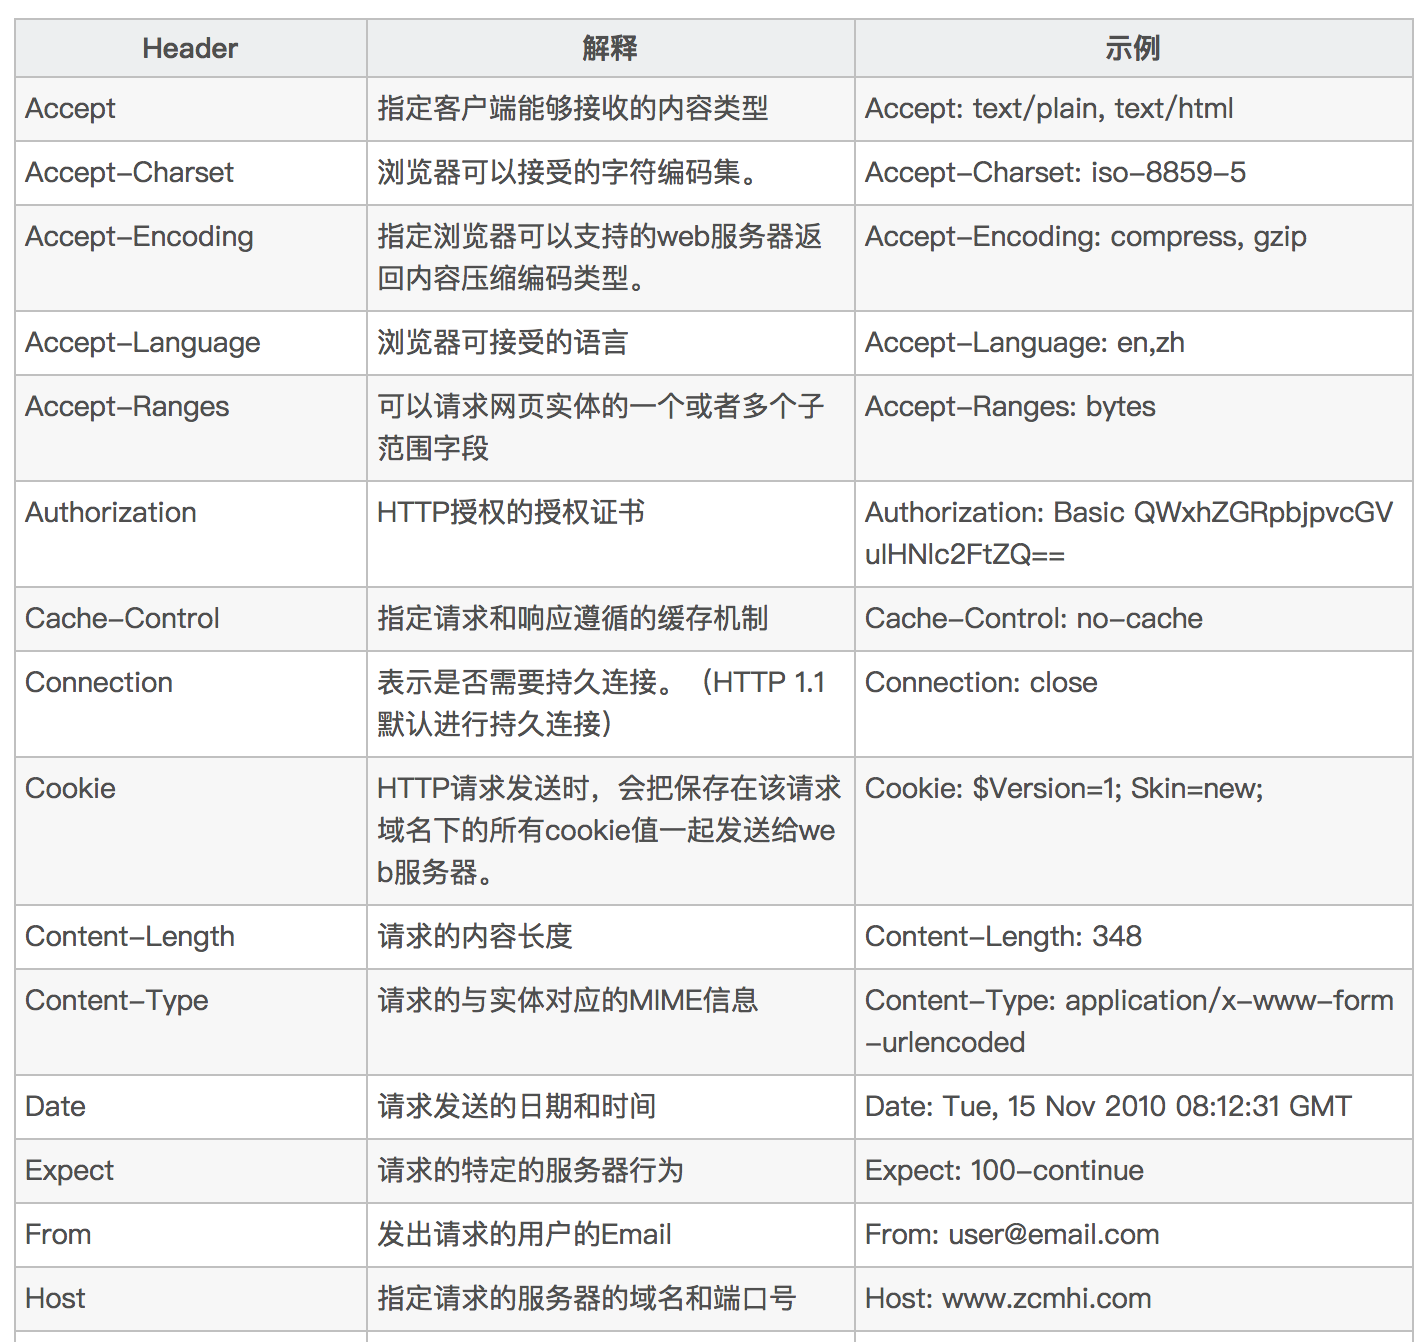 Header 解释 示例
Accept 指定客户端能够接收的内容类型 Accept: text/plain, text/html
Accept-Charset 浏览器可以接受的字符编码集。 Accept-Charset: iso-8859-5
Accept-Encoding 指定浏览器可以支持的web服务器返 Accept-Encoding: compress, gzip
回内容压缩编码类型。
Accept-Language 浏览器可接受的语言 Accept-Language: en,zh
Accept-Ranges 可以请求网页实体的一个或者多个子 Accept-Ranges: bytes
范围字段
Authorization HTTP授权的授权证书 Authorization: Basic QWxhZGRpbjpvcGV
ulHNlc2FtZQ==
Cache-Control 指定请求和响应遵循的缓存机制 Cache-Control: no-cache
Connection 表示是否需要持久连接。（HTTP 1.1 Connection: close
默认进行持久连接）
Cookie HTTP请求发送时，会把保存在该请求 Cookie: $Version=1; Skin=new;
域名下的所有cookie值一起发送给we
b服务器。
Content-Length 请求的内容长度 Content-Length: 348
Content-Type 请求的与实体对应的MIME信息 Content-Type: application/x-www-form
-urlencoded
Date 请求发送的日期和时间 Date: Tue, 15 Nov 2010 08:12:31 GMT
Expect 请求的特定的服务器行为 Expect: 100-continue
From 发出请求的用户的Email From: user@email.com
Host 指定请求的服务器的域名和端口号 Host: www.zcmhi.com